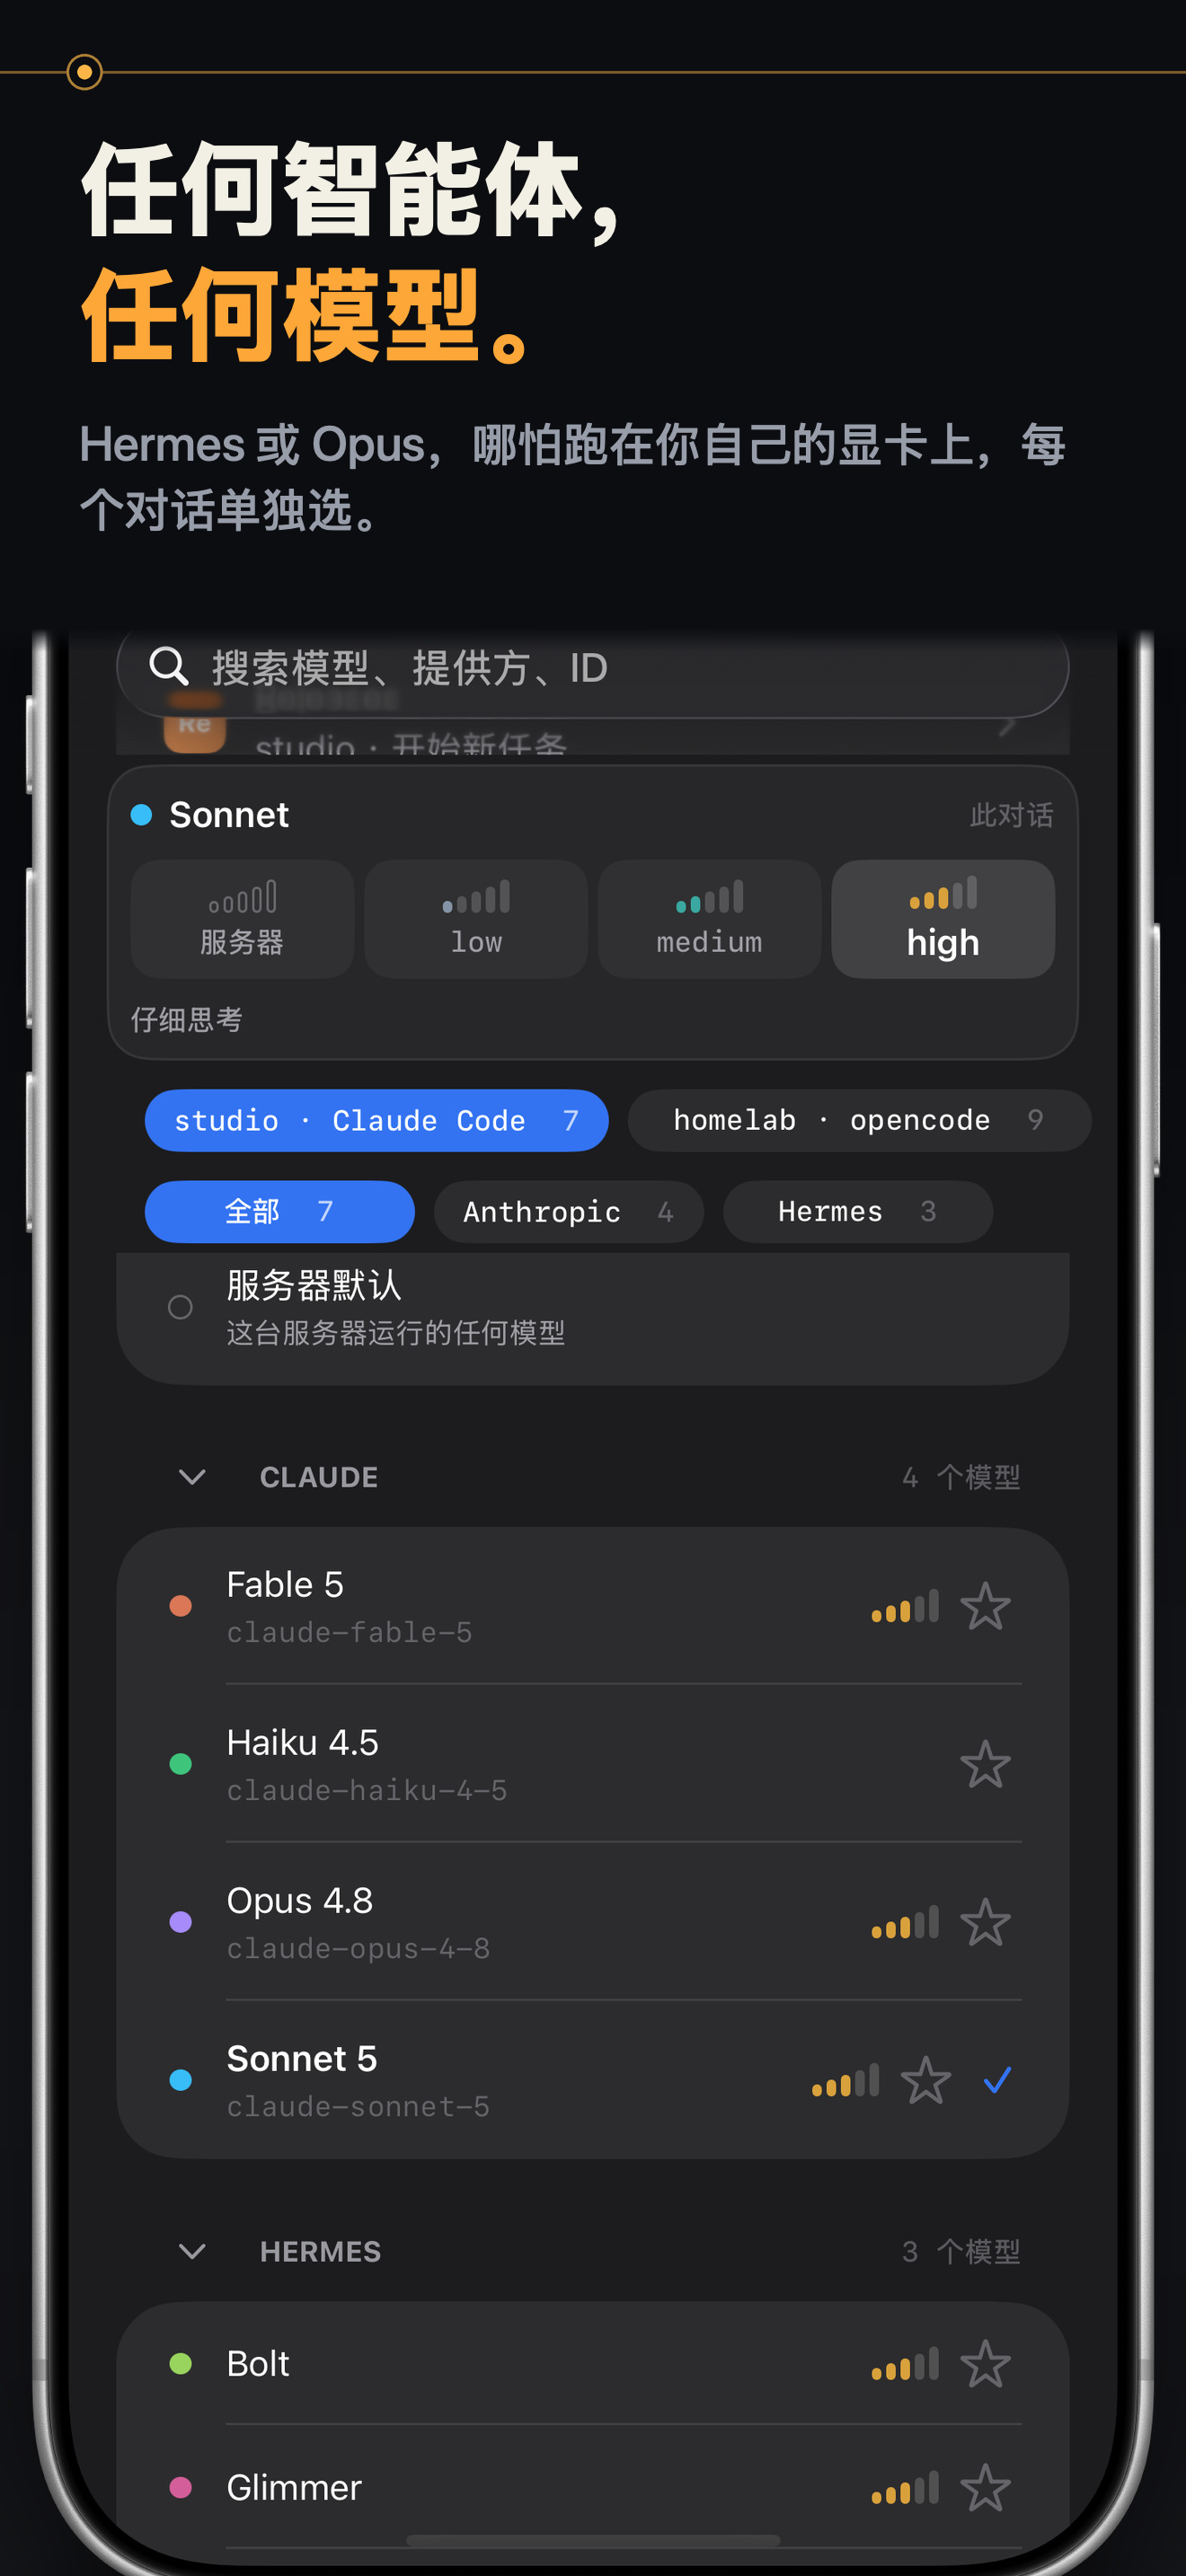 任何智能体，
任何模型。
Hermes 或 Opus，哪怕跑在你自己的显卡上，每
个对话单独选。
搜索模型、提供方、ID
Re
studio · 开始新任务
Sonnet
此对话
服务器
low
medium
high
仔细思考
studio · Claude Code 7
homelab · opencode 9
全部 7
Anthropic 4
Hermes 3
服务器默认
这台服务器运行的任何模型
CLAUDE
4 个模型
Fable 5
claude-fable-5
Haiku 4.5
claude-haiku-4-5
Opus 4.8
claude-opus-4-8
Sonnet 5
claude-sonnet-5
HERMES
3 个模型
Bolt
Glimmer